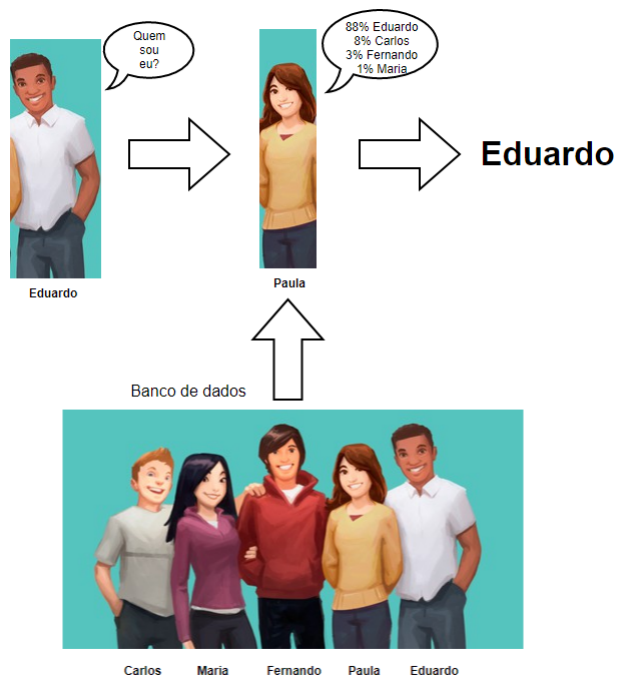 Quem
sou
eu?
88% Eduardo
8% Carlos
3% Fernando
1% Maria
Eduardo
Eduardo
Paula
Banco de dados
Carlos Maria Fernando Paula Eduardo